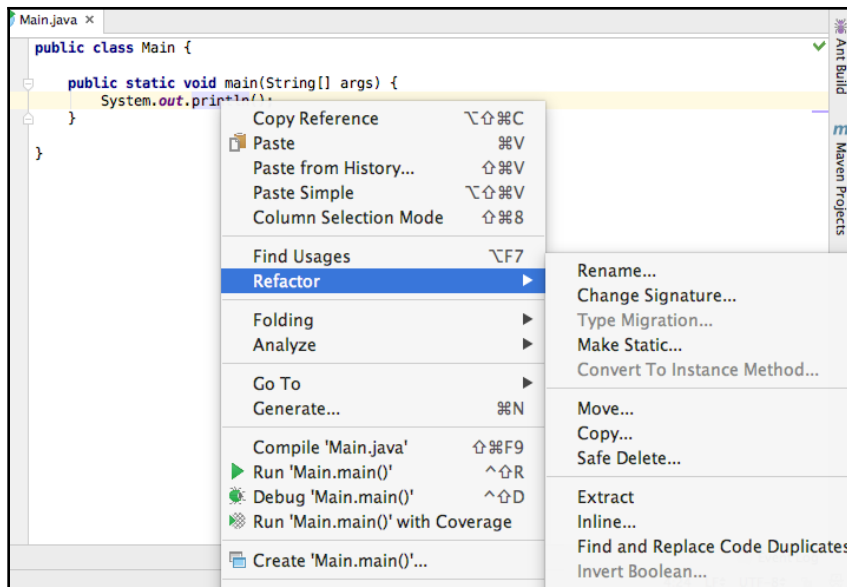 Main.java ×
public class Main {
public static void main(String[] args) {
System.out.println();
}
}
Copy Reference ⌥⇧⌘C
Paste ⌘V
Paste from History... ⇧⌘V
Paste Simple ⌥⇧⌘V
Column Selection Mode ⇧⌘8
Find Usages ⌥F7
Refactor
Folding
Analyze
Go To
Generate... ⌘N
Compile 'Main.java' ⇧⌘F9
Run 'Main.main()' ^⇧R
Debug 'Main.main()' ^⇧D
Run 'Main.main()' with Coverage
Create 'Main.main()'...
Rename...
Change Signature...
Type Migration...
Make Static...
Convert To Instance Method...
Move...
Copy...
Safe Delete...
Extract
Inline...
Find and Replace Code Duplicates
Invert Boolean...
Ant Build
m
Maven Projects